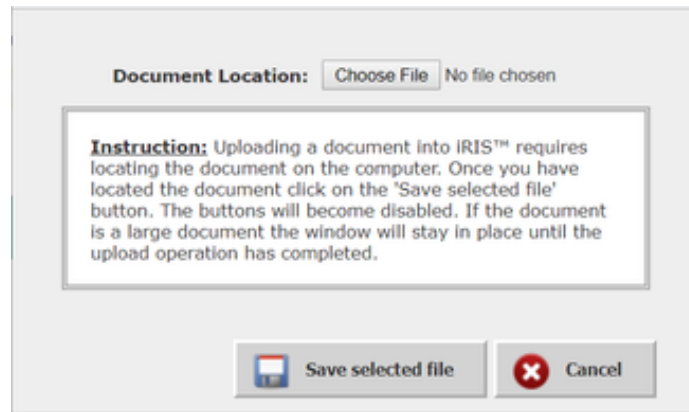 Document Location: Choose File No file chosen
Instruction: Uploading a document into iRIS™ requires
locating the document on the computer. Once you have
located the document click on the 'Save selected file'
button. The buttons will become disabled. If the document
is a large document the window will stay in place until the
upload operation has completed.
Save selected file Cancel